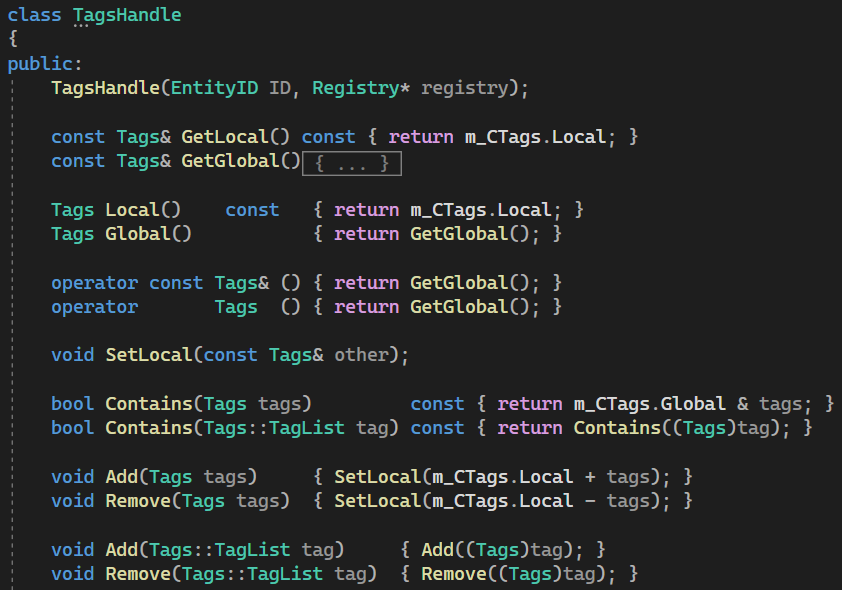 class TagsHandle
{
public:
    TagsHandle(EntityID ID, Registry* registry);

    const Tags& GetLocal() const { return m_CTags.Local; }
    const Tags& GetGlobal(){ ... }

    Tags Local()    const   { return m_CTags.Local; }
    Tags Global()           { return GetGlobal(); }

    operator const Tags& () { return GetGlobal(); }
    operator       Tags  () { return GetGlobal(); }

    void SetLocal(const Tags& other);

    bool Contains(Tags tags)         const { return m_CTags.Global & tags; }
    bool Contains(Tags::TagList tag) const { return Contains((Tags)tag); }

    void Add(Tags tags)     { SetLocal(m_CTags.Local + tags); }
    void Remove(Tags tags)  { SetLocal(m_CTags.Local - tags); }

    void Add(Tags::TagList tag)     { Add((Tags)tag); }
    void Remove(Tags::TagList tag)  { Remove((Tags)tag); }